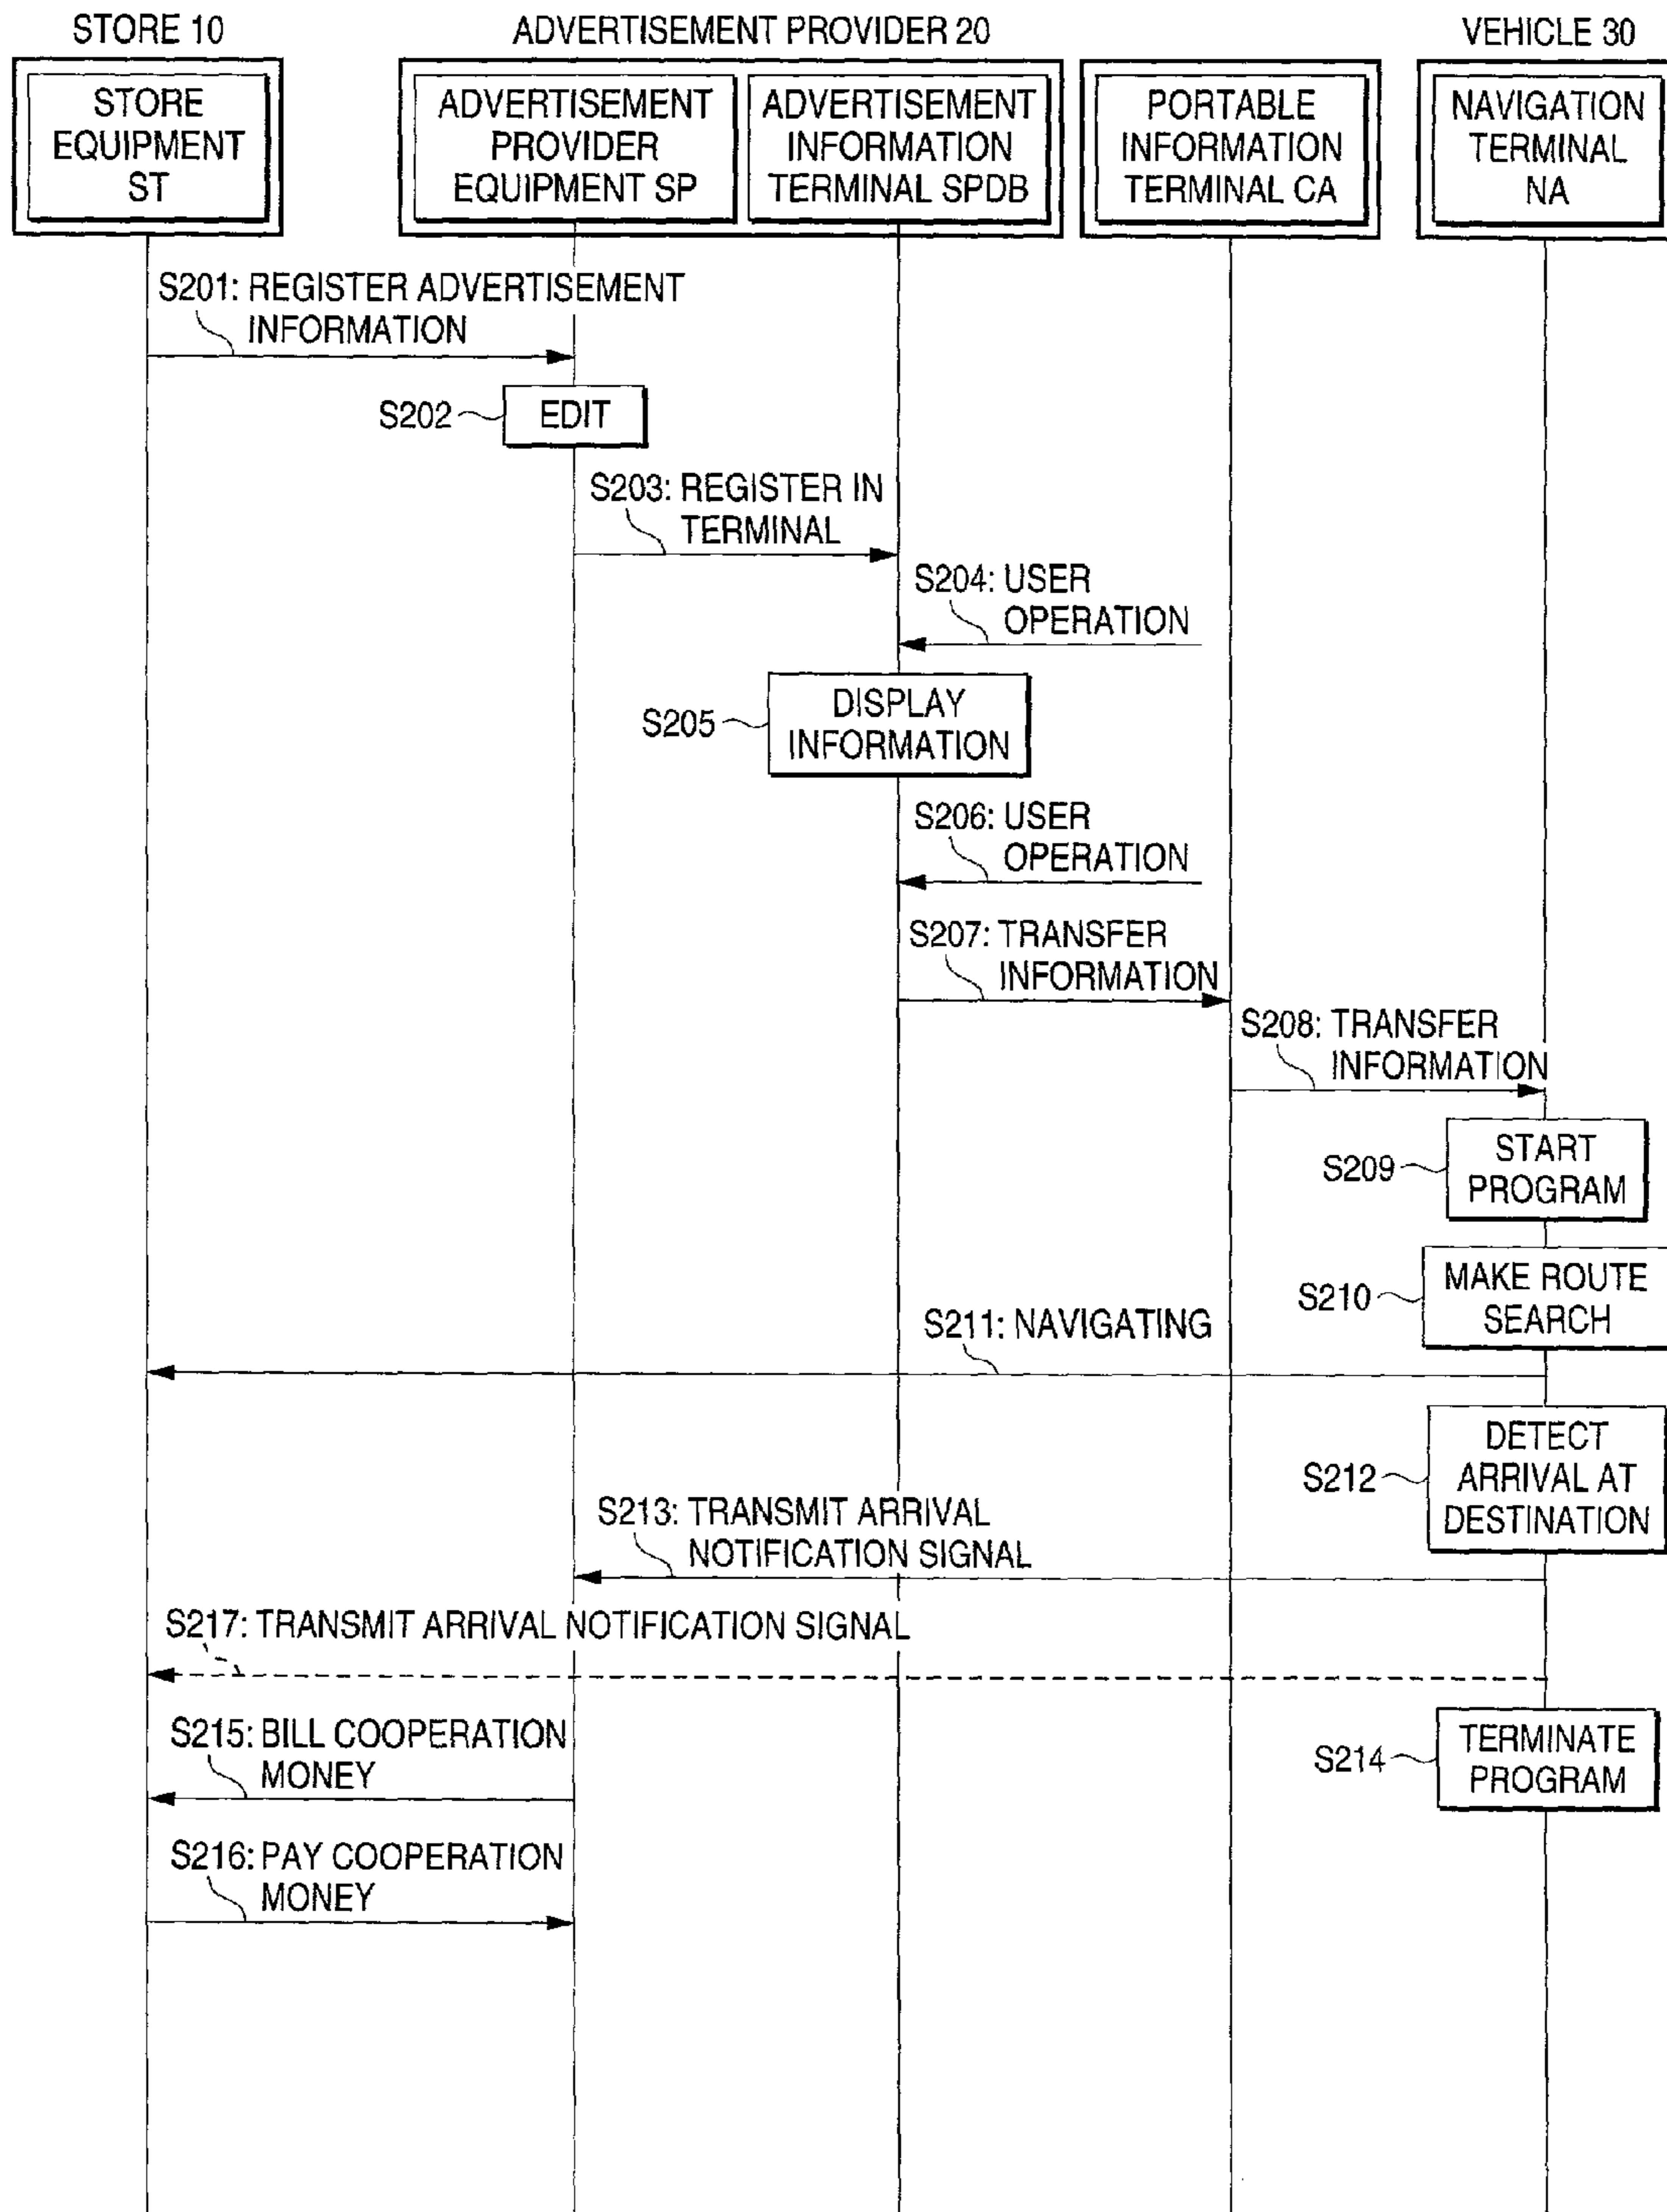 STORE 10
ADVERTISEMENT PROVIDER 20
VEHICLE 30
STORE
EQUIPMENT
ST
ADVERTISEMENT
PROVIDER
EQUIPMENT SP
ADVERTISEMENT
INFORMATION
TERMINAL SPDB
PORTABLE
INFORMATION
TERMINAL CA
NAVIGATION
TERMINAL
NA
S201: REGISTER ADVERTISEMENT
INFORMATION
S202
EDIT
S203: REGISTER IN
TERMINAL
S204: USER
OPERATION
S205
DISPLAY
INFORMATION
S206: USER
OPERATION
S207: TRANSFER
INFORMATION
S208: TRANSFER
INFORMATION
S209
START
PROGRAM
S210
MAKE ROUTE
SEARCH
S211: NAVIGATING
S212
DETECT
ARRIVAL AT
DESTINATION
S213: TRANSMIT ARRIVAL
NOTIFICATION SIGNAL
S217: TRANSMIT ARRIVAL NOTIFICATION SIGNAL
S214
TERMINATE
PROGRAM
S215: BILL COOPERATION
MONEY
S216: PAY COOPERATION
MONEY